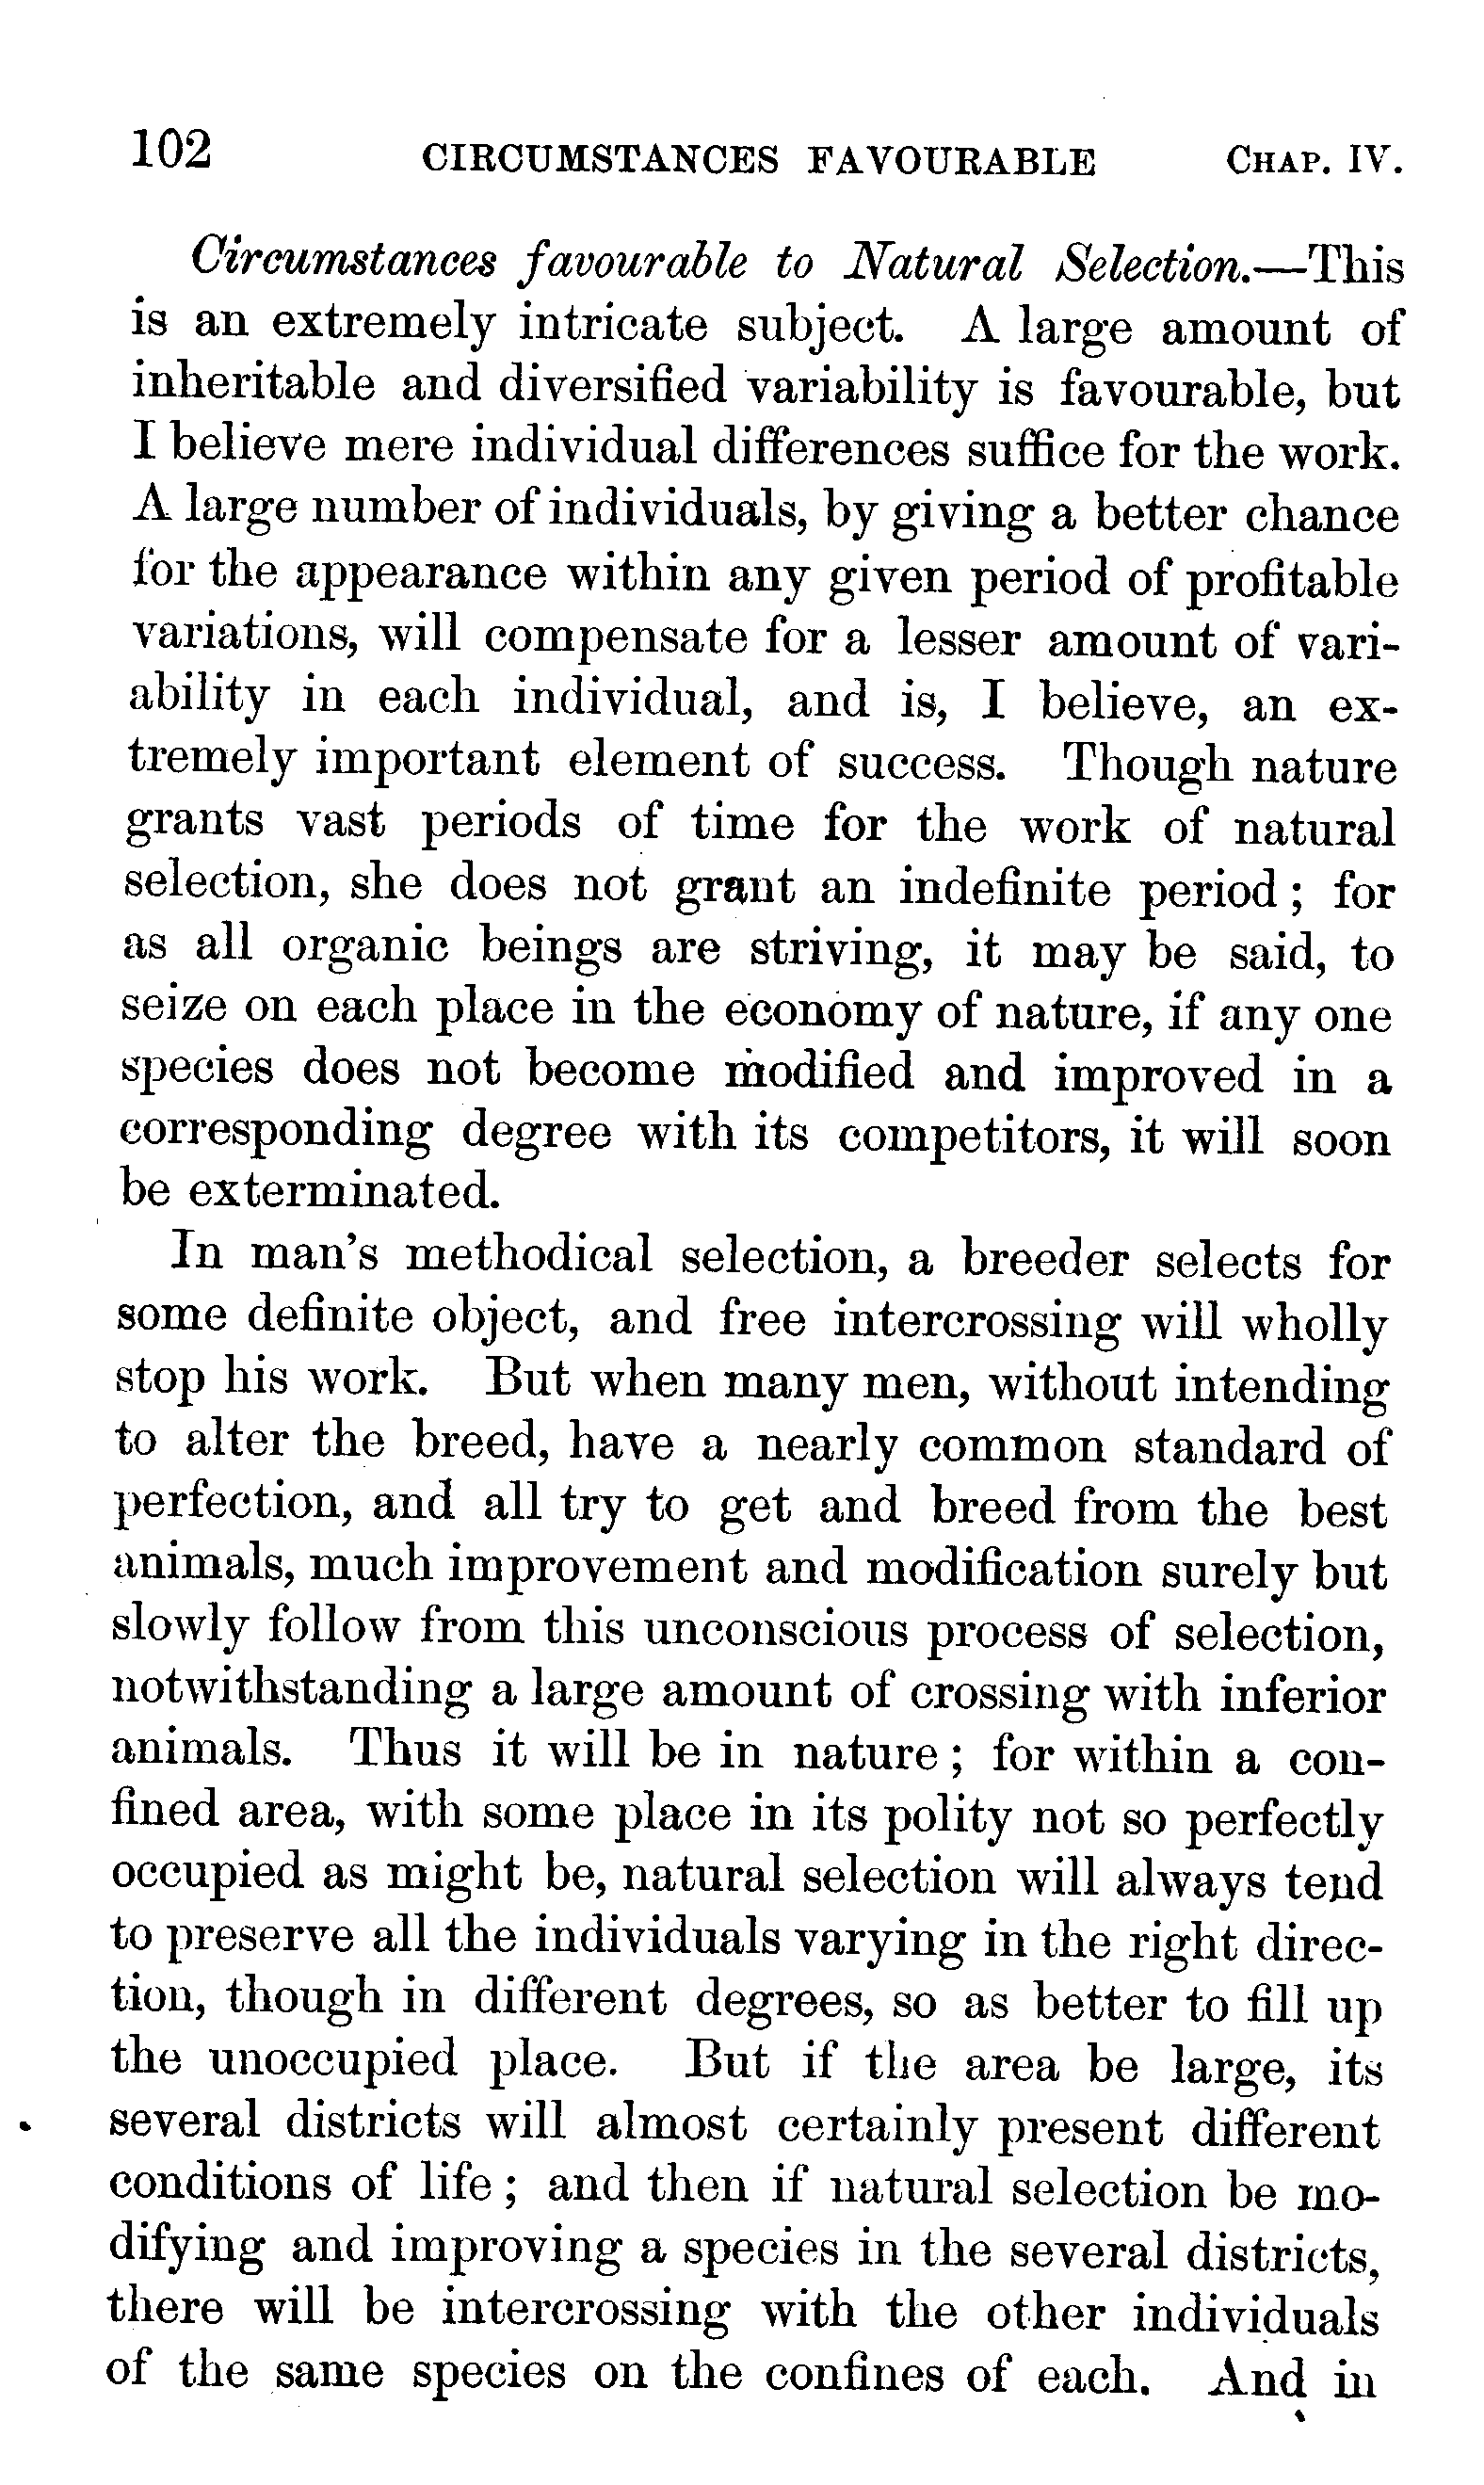 102 CIRCUMSTANCES FAVOURABLE CHAP. IV.
Circumstances favourable to Natural Selection.—This
is an extremely intricate subject. A large amount of
inheritable and diversified variability is favourable, but
I believe mere individual differences suffice for the work.
A large number of individuals, by giving a better chance
for the appearance within any given period of profitable
variations, will compensate for a lesser amount of vari-
ability in each individual, and is, I believe, an ex-
tremely important element of success. Though nature
grants vast periods of time for the work of natural
selection, she does not grant an indefinite period; for
as all organic beings are striving, it may be said, to
seize on each place in the economy of nature, if any one
species does not become modified and improved in a
corresponding degree with its competitors, it will soon
be exterminated.
In man's methodical selection, a breeder selects for
some definite object, and free intercrossing will wholly
stop his work. But when many men, without intending
to alter the breed, have a nearly common standard of
perfection, and all try to get and breed from the best
animals, much improvement and modification surely but
slowly follow from this unconscious process of selection,
notwithstanding a large amount of crossing with inferior
animals. Thus it will be in nature; for within a con-
fined area, with some place in its polity not so perfectly
occupied as might be, natural selection will always tend
to preserve all the individuals varying in the right direc-
tion, though in different degrees, so as better to fill up
the unoccupied place. But if the area be large, its
several districts will almost certainly present different
conditions of life; and then if natural selection be mo-
difying and improving a species in the several districts,
there will be intercrossing with the other individuals
of the same species on the confines of each. And in